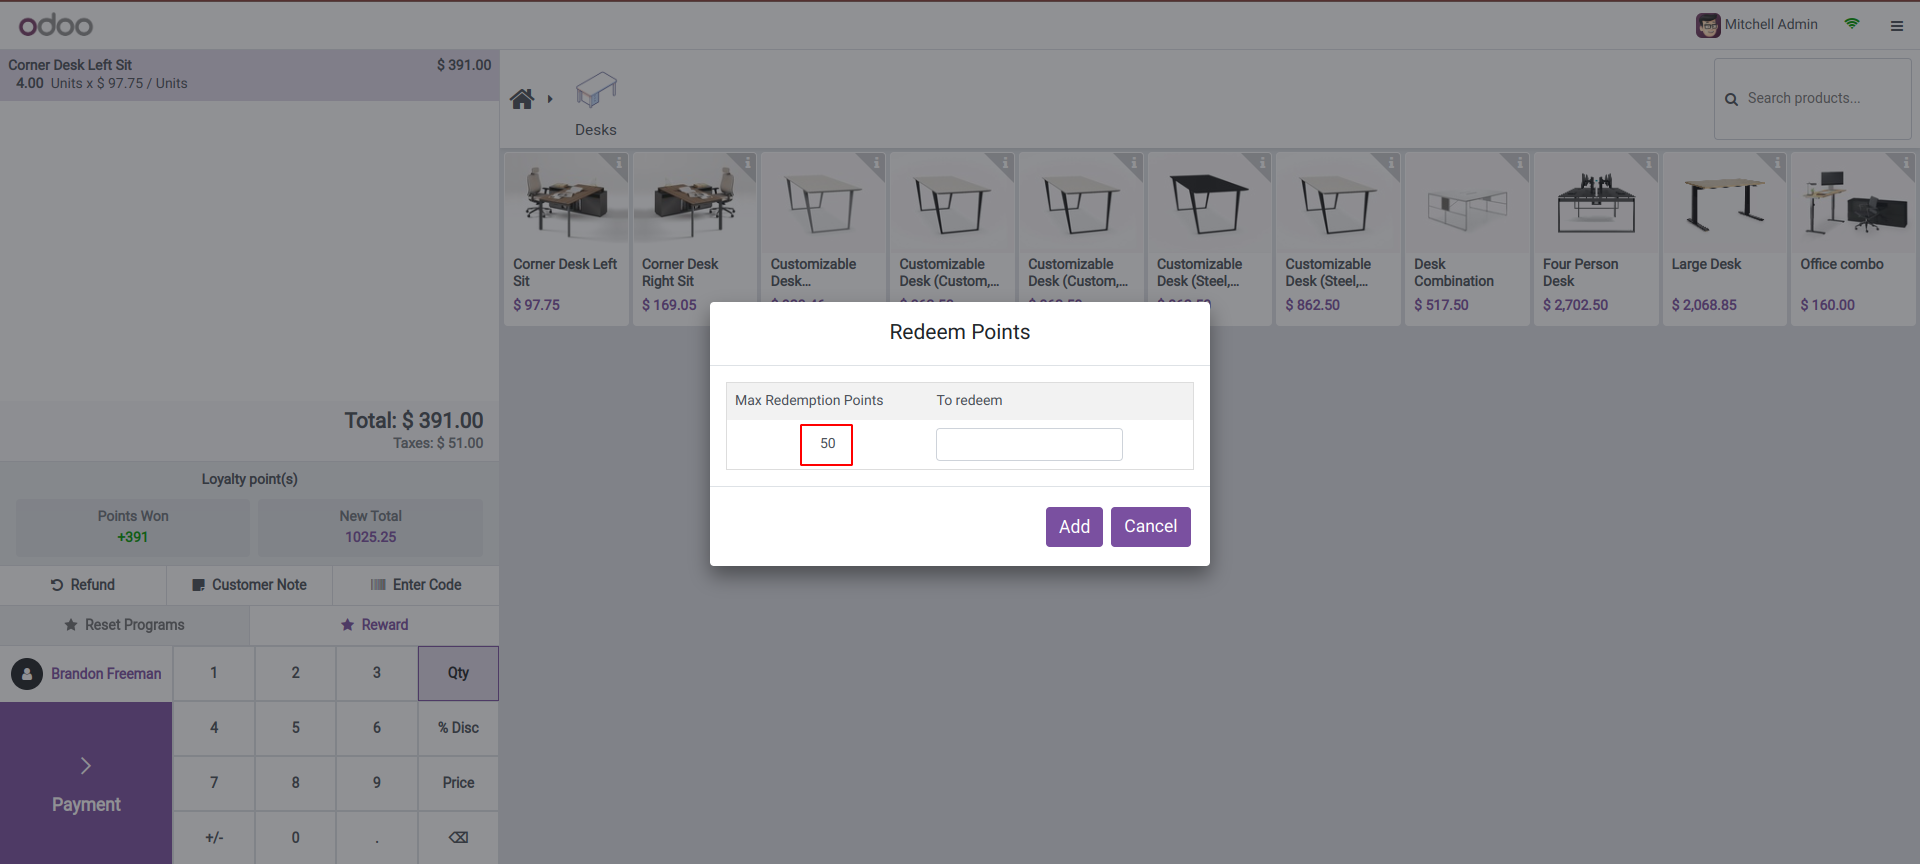 odoo
Mitchell Admin
Corner Desk Left Sit $ 391.00
4.00 Units x $ 97.75 / Units
Desks
Search products...
Corner Desk Left
Sit
$ 97.75
Corner Desk
Right Sit
$ 169.05
Customizable
Desk...
Customizable
Desk (Custom,...
Customizable
Desk (Custom,...
Customizable
Desk (Steel,...
Customizable
Desk (Steel,...
$ 862.50
Desk
Combination
$ 517.50
Four Person
Desk
$ 2,702.50
Large Desk
$ 2,068.85
Office combo
$ 160.00
Redeem Points
Max Redemption Points To redeem
50
Add Cancel
Total: $ 391.00
Taxes: $ 51.00
Loyalty point(s)
Points Won New Total
+391 1025.25
Refund Customer Note Enter Code
Reset Programs Reward
Brandon Freeman 1 2 3 Qty
4 5 6 % Disc
7 8 9 Price
Payment
+/- 0 .